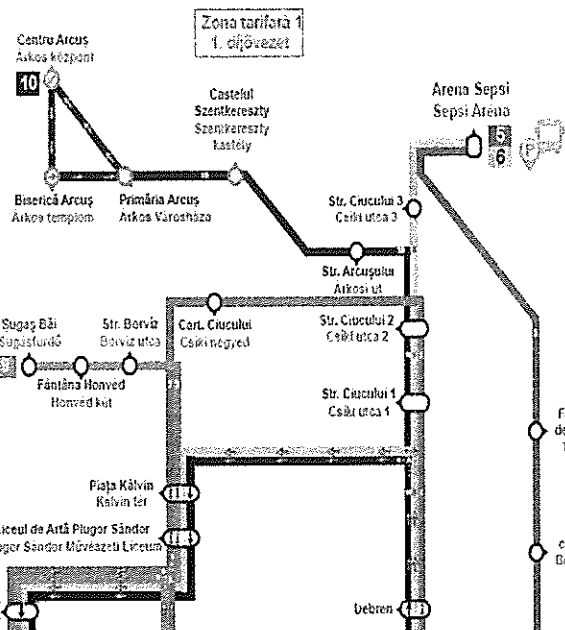 Zona tarifară 1
1. díjövezet
Centru Arcuș
Árkos központ
10
Castelul
Szentkereszty
Szentkereszty
kastély
Arena Sepsi
Sepsi Aréna
5
6
P
Biserică Arcuș
Árkos templom
Primăria Arcuș
Árkos Városháza
Str. Ciucului 3
Csíki utca 3
Str. Arcușului
Árkosi út
Sugaș Băi
Sugásfürdő
Str. Borviz
Borvíz utca
Cart. Ciucului
Csíki negyed
Str. Ciucului 2
Csíki utca 2
Fântâna Honvéd
Honvéd kút
Str. Ciucului 1
Csíki utca 1
Piața Kálvin
Kálvin tér
Liceul de Artă Plugor Sándor
Plugor Sándor Művészeti Líceum
Debren